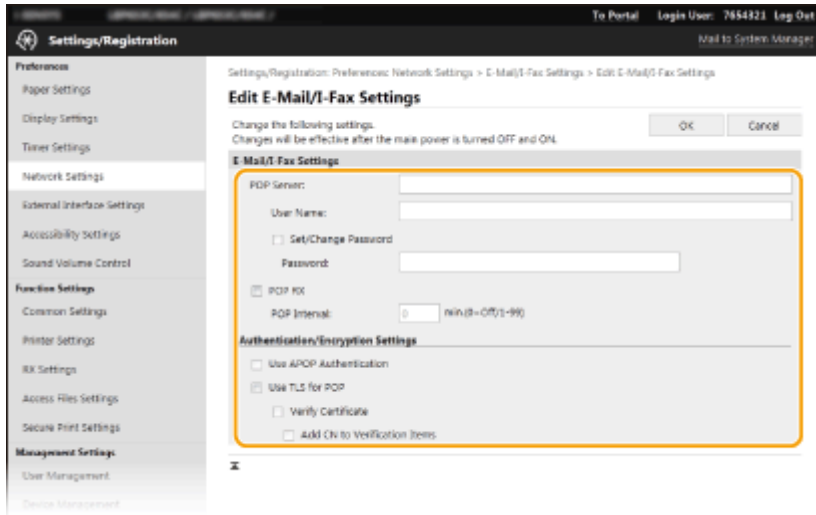 To Portal Login User: 7654321 Log Out
Settings/Registration
Mail to System Manager
Preferences
Paper Settings
Display Settings
Timer Settings
Network Settings
External Interface Settings
Accessibility Settings
Sound Volume Control
Function Settings
Common Settings
Printer Settings
RX Settings
Access Files Settings
Secure Print Settings
Management Settings
User Management
Device Management
Settings/Registration: Preferences: Network Settings > E-Mail/I-Fax Settings > Edit E-Mail/I-Fax Settings
Edit E-Mail/I-Fax Settings
Change the following settings.
Changes will be effective after the main power is turned OFF and ON.
OK Cancel
E-Mail/I-Fax Settings
POP Server:
User Name:
Set/Change Password
Password:
POP RX
POP Interval: 0 min.(0=Off/1-99)
Authentication/Encryption Settings
Use APOP Authentication
Use TLS for POP
Verify Certificate
Add CN to Verification Items